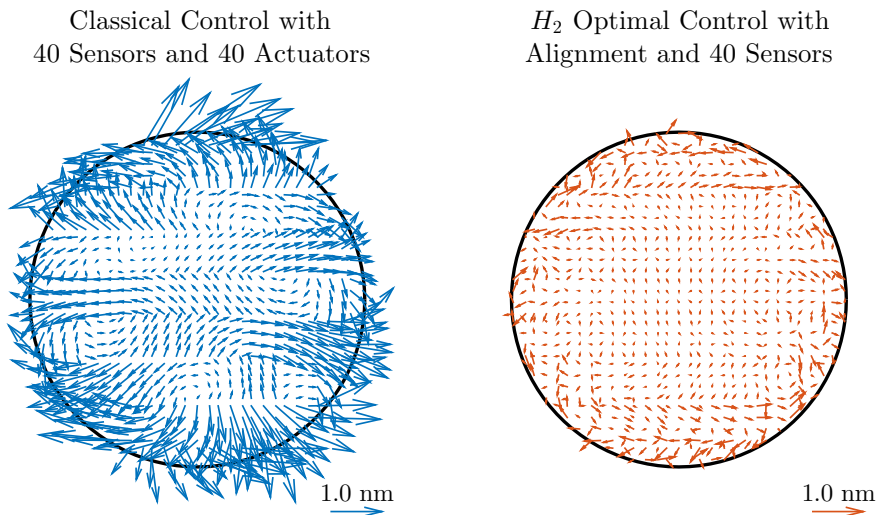 Classical Control with
40 Sensors and 40 Actuators
H₂ Optimal Control with
Alignment and 40 Sensors
1.0 nm
1.0 nm